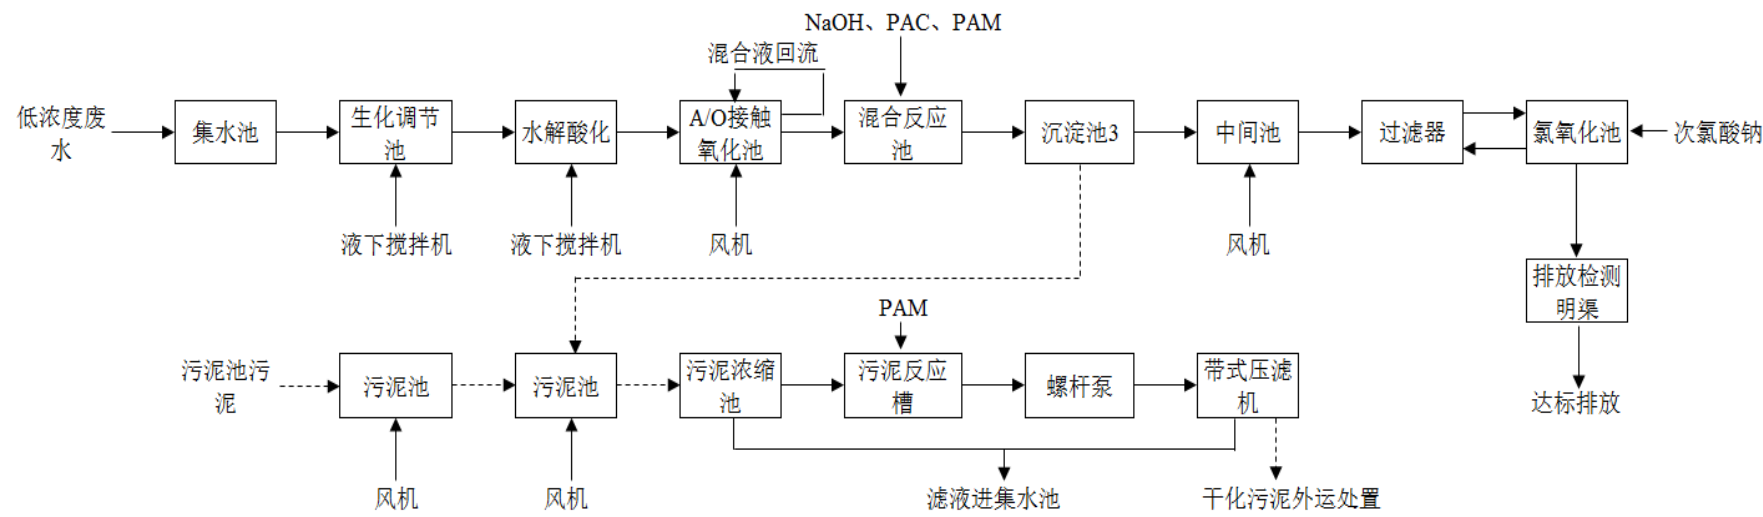 NaOH、PAC、PAM
混合液回流
低浓度废
水
集水池
生化调节
池
水解酸化
A/O接触
氧化池
混合反应
池
沉淀池3
中间池
过滤器
氯氧化池
次氯酸钠
液下搅拌机
液下搅拌机
风机
风机
排放检测
明渠
达标排放
PAM
污泥池污
泥
污泥池
污泥池
污泥浓缩
池
污泥反应
槽
螺杆泵
带式压滤
机
风机
风机
滤液进集水池
干化污泥外运处置